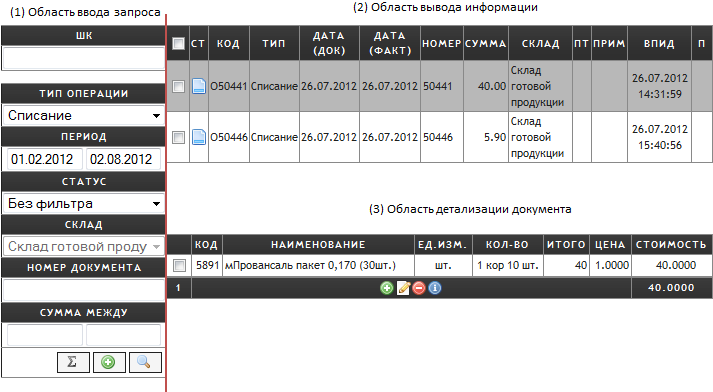 (1) Область ввода запроса
ШК
ТИП ОПЕРАЦИИ
Списание
ПЕРИОД
01.02.2012 02.08.2012
СТАТУС
Без фильтра
СКЛАД
Склад готовой проду
НОМЕР ДОКУМЕНТА
СУММА МЕЖДУ
Σ
(2) Область вывода информации
СТ КОД ТИП ДАТА (ДОК) ДАТА (ФАКТ) НОМЕР СУММА СКЛАД ПТ ПРИМ ВПИД П
О50441 Списание 26.07.2012 26.07.2012 50441 40.00 Склад готовой продукции 26.07.2012 14:31:59
О50446 Списание 26.07.2012 26.07.2012 50446 5.90 Склад готовой продукции 26.07.2012 15:40:56
(3) Область детализации документа
КОД НАИМЕНОВАНИЕ ЕД.ИЗМ. КОЛ-ВО ИТОГО ЦЕНА СТОИМОСТЬ
5891 мПровансаль пакет 0,170 (30шт.) шт. 1 кор 10 шт. 40 1.0000 40.0000
1 40.0000